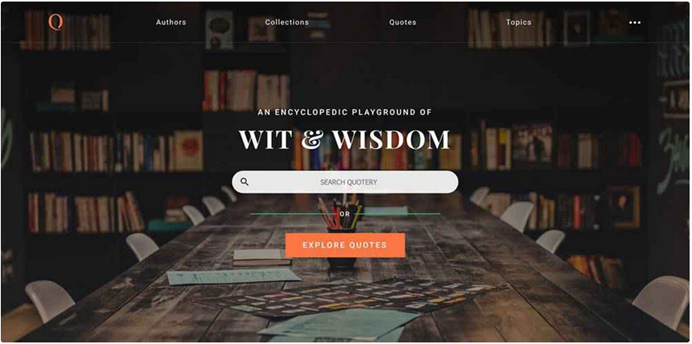 Q
Authors
Collections
Quotes
Topics
AN ENCYCLOPEDIC PLAYGROUND OF
WIT & WISDOM
SEARCH QUOTERY
OR
EXPLORE QUOTES